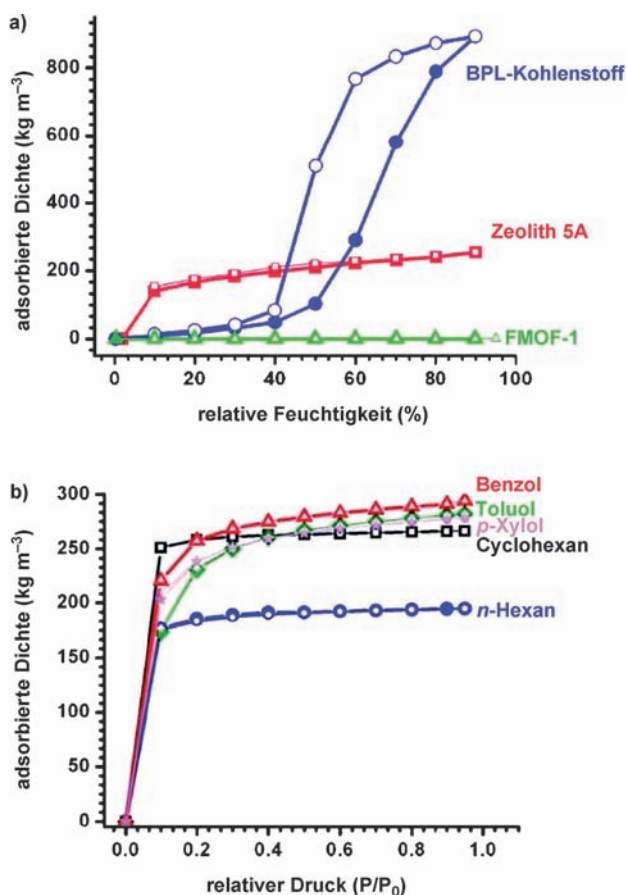 a)
adsorbierte Dichte (kg m⁻³)
800
600
400
200
0
BPL-Kohlenstoff
Zeolith 5A
FMOF-1
0 20 40 60 80 100
relative Feuchtigkeit (%)
b)
adsorbierte Dichte (kg m⁻³)
300
250
200
150
100
50
0
Benzol
Toluol
p-Xylol
Cyclohexan
n-Hexan
0.0 0.2 0.4 0.6 0.8 1.0
relativer Druck (P/P₀)